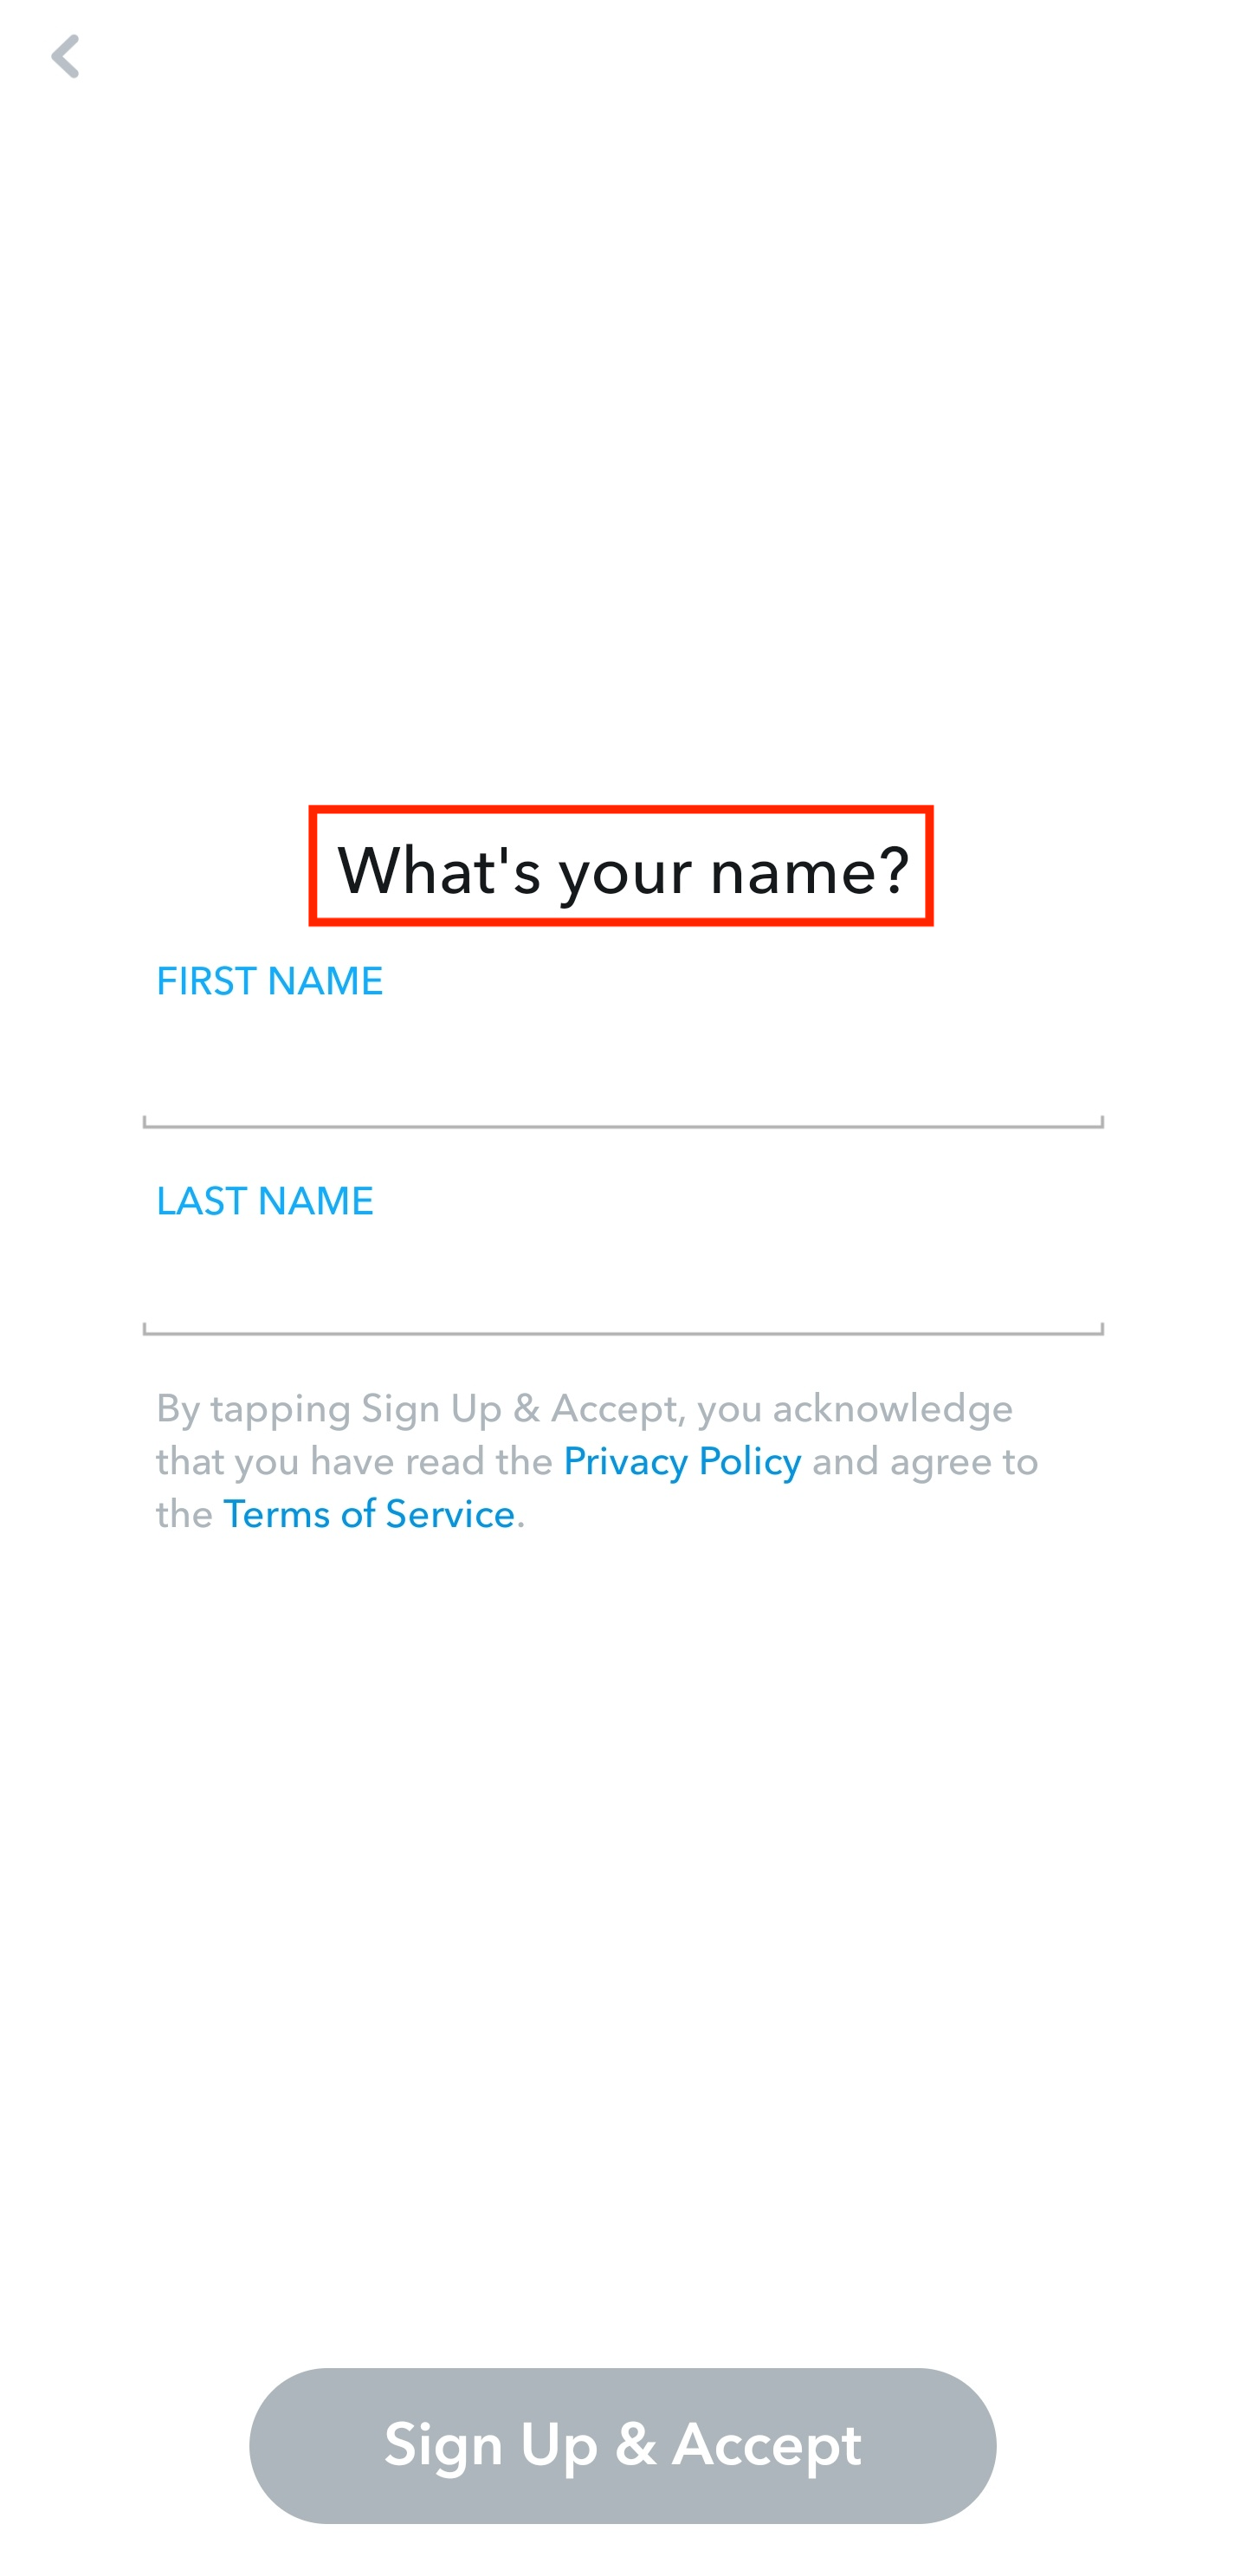 What's your name?
FIRST NAME
LAST NAME
By tapping Sign Up & Accept, you acknowledge
that you have read the Privacy Policy and agree to
the Terms of Service.
Sign Up & Accept